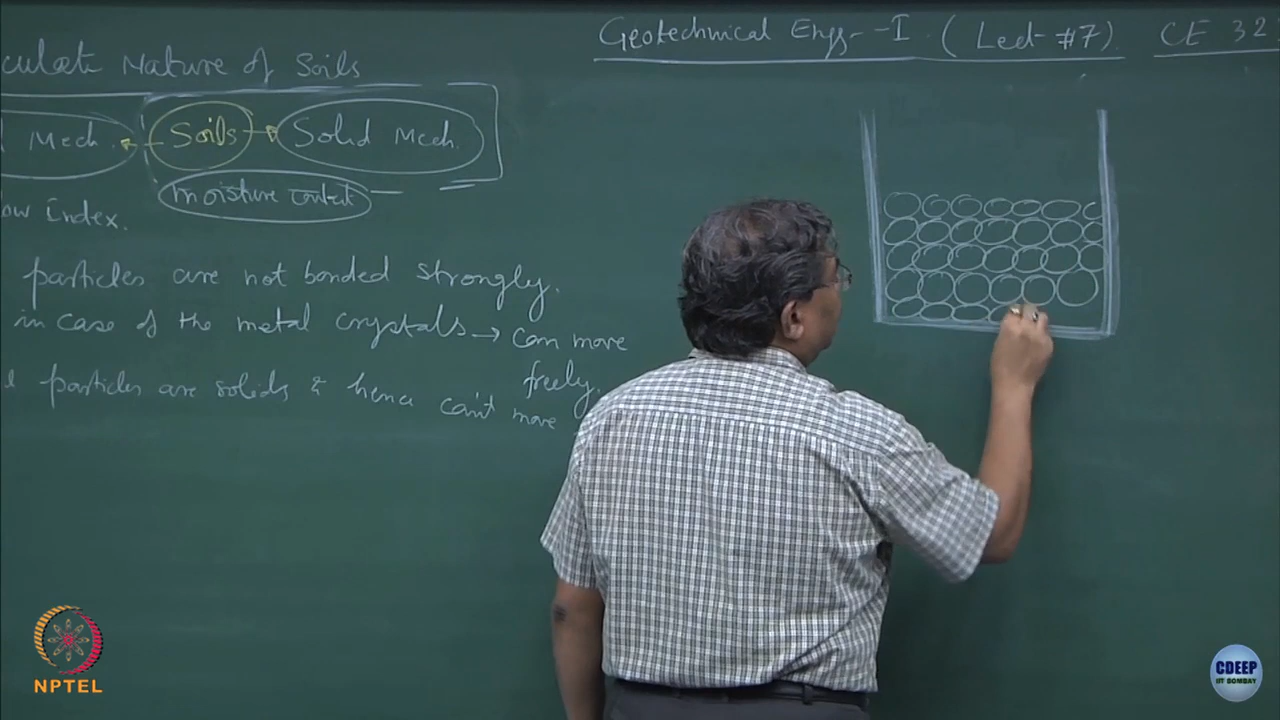 Geotechnical Engg - I (Lect #7) CE 32
culate Nature of Soils
Mech. Soils Solid Mech.
moisture content
ow index.
particles are not bonded strongly.
in case of the metal crystals → can move
freely.
particles are solids & hence can't move
NPTEL
CDEEP
IIT BOMBAY